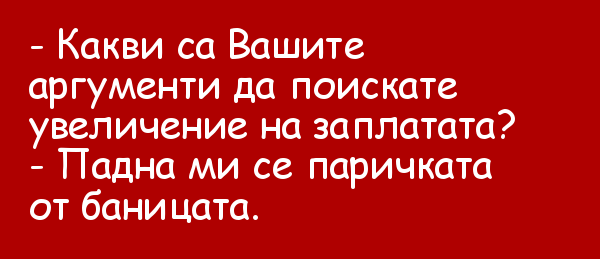 - Какви са Вашите
аргументи да поискате
увеличение на заплатата?
- Падна ми се паричката
от баницата.